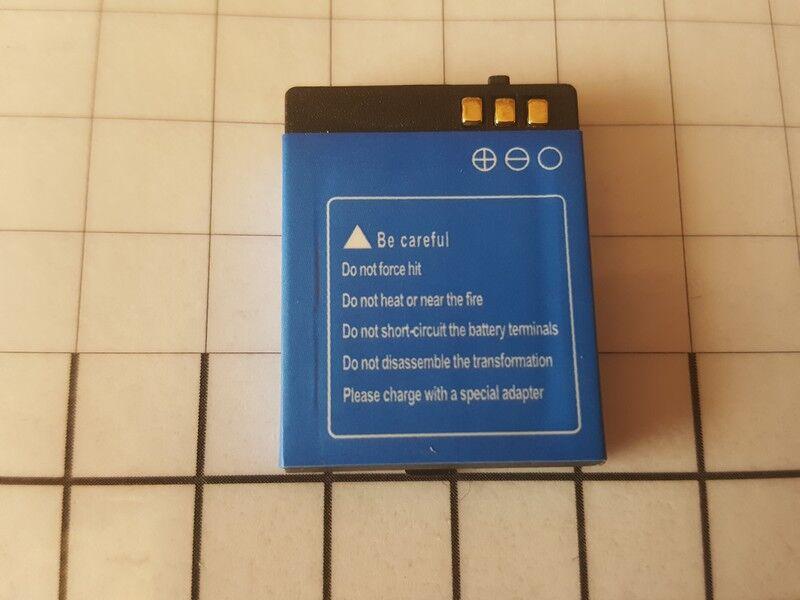 Be careful
Do not force hit
Do not heat or near the fire
Do not short-circuit the battery terminals
Do not disassemble the transformation
Please charge with a special adapter